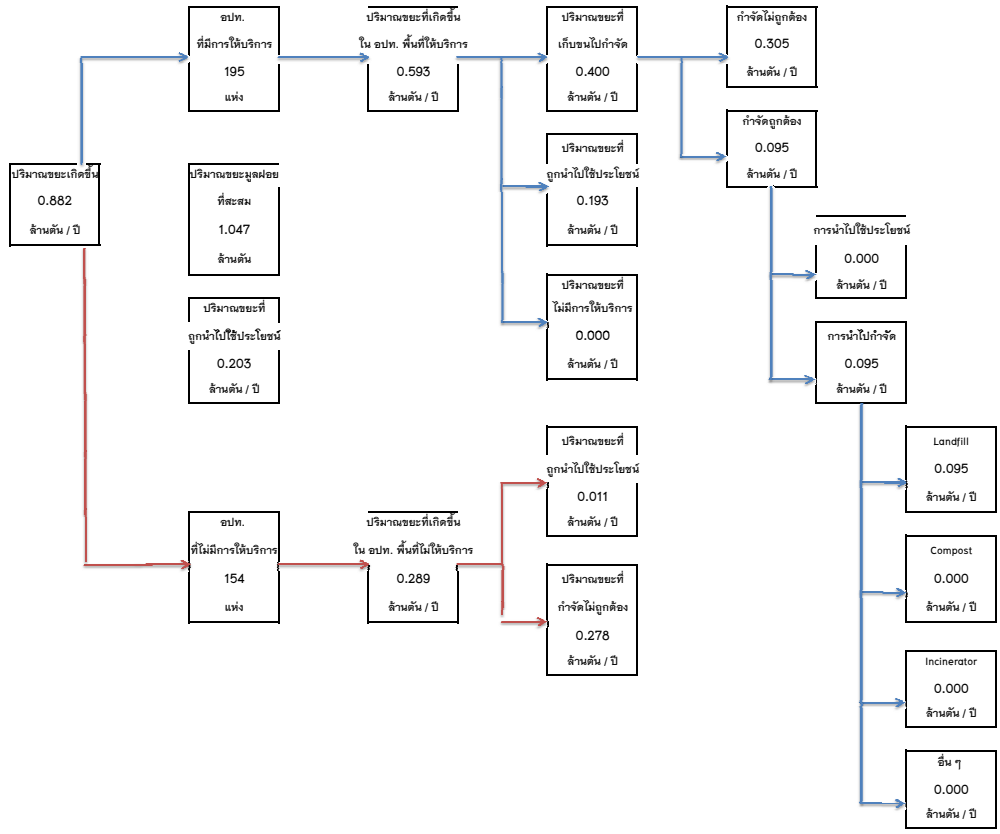 ปริมาณขยะเกิดขึ้น
0.882
ล้านตัน / ปี
อปท.
ที่มีการให้บริการ
195
แห่ง
ปริมาณขยะที่เกิดขึ้น
ใน อปท. พื้นที่ให้บริการ
0.593
ล้านตัน / ปี
ปริมาณขยะที่
เก็บขนไปกำจัด
0.400
ล้านตัน / ปี
กำจัดไม่ถูกต้อง
0.305
ล้านตัน / ปี
กำจัดถูกต้อง
0.095
ล้านตัน / ปี
ปริมาณขยะที่
ถูกนำไปใช้ประโยชน์
0.193
ล้านตัน / ปี
ปริมาณขยะที่
ไม่มีการให้บริการ
0.000
ล้านตัน / ปี
การนำไปใช้ประโยชน์
0.000
ล้านตัน / ปี
การนำไปกำจัด
0.095
ล้านตัน / ปี
Landfill
0.095
ล้านตัน / ปี
Compost
0.000
ล้านตัน / ปี
Incinerator
0.000
ล้านตัน / ปี
อื่น ๆ
0.000
ล้านตัน / ปี
ปริมาณขยะมูลฝอย
ที่สะสม
1.047
ล้านตัน
ปริมาณขยะที่
ถูกนำไปใช้ประโยชน์
0.203
ล้านตัน / ปี
อปท.
ที่ไม่มีการให้บริการ
154
แห่ง
ปริมาณขยะที่เกิดขึ้น
ใน อปท. พื้นที่ไม่ให้บริการ
0.289
ล้านตัน / ปี
ปริมาณขยะที่
ถูกนำไปใช้ประโยชน์
0.011
ล้านตัน / ปี
ปริมาณขยะที่
กำจัดไม่ถูกต้อง
0.278
ล้านตัน / ปี